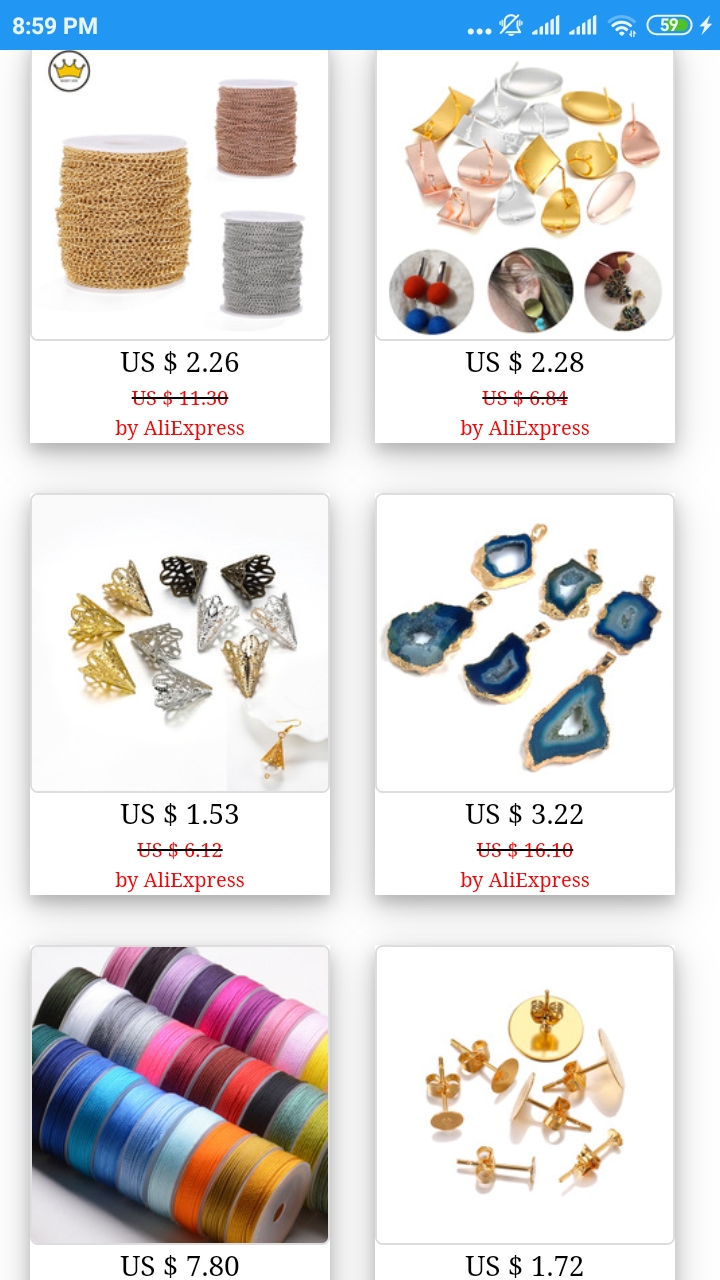 8:59 PM
59
US $ 2.26
US $ 11.30
by AliExpress
US $ 2.28
US $ 6.84
by AliExpress
US $ 1.53
US $ 6.12
by AliExpress
US $ 3.22
US $ 16.10
by AliExpress
US $ 7.80
US $ 1.72